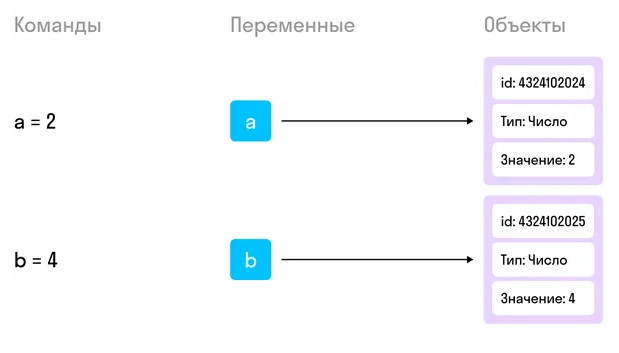 Команды Переменные Объекты
id: 4324102024
a = 2 a Тип: Число
Значение: 2
id: 4324102025
b = 4 b Тип: Число
Значение: 4